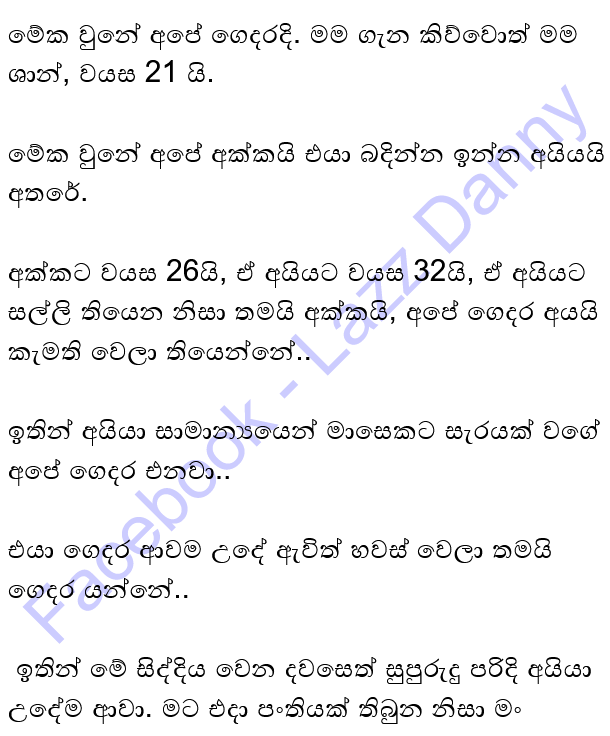 මේක වුනේ අපේ ගෙදරදි. මම ගැන කිව්වොත් මම
ශාන්, වයස 21 යි.
මේක වුනේ අපේ අක්කයි එයා බදින්න ඉන්න අයියයි
අතරේ.
අක්කට වයස 26යි, ඒ අයියට වයස 32යි, ඒ අයියට
සල්ලි තියෙන නිසා තමයි අක්කයි, අපේ ගෙදර අයයි
කැමති වෙලා තියෙන්නේ..
ඉතින් අයියා සාමාන්‍යයෙන් මාසෙකට සැරයක් වගේ
අපේ ගෙදර එනවා..
එයා ගෙදර ආවම උදේ ඇවිත් හවස් වෙලා තමයි
ගෙදර යන්නේ..
ඉතින් මේ සිද්දිය වෙන දවසෙත් සුපුරුදු පරිදි අයියා
උදේම ආවා. මට එදා පංතියක් තිබුන නිසා මං
Facebook - Lazz Danny